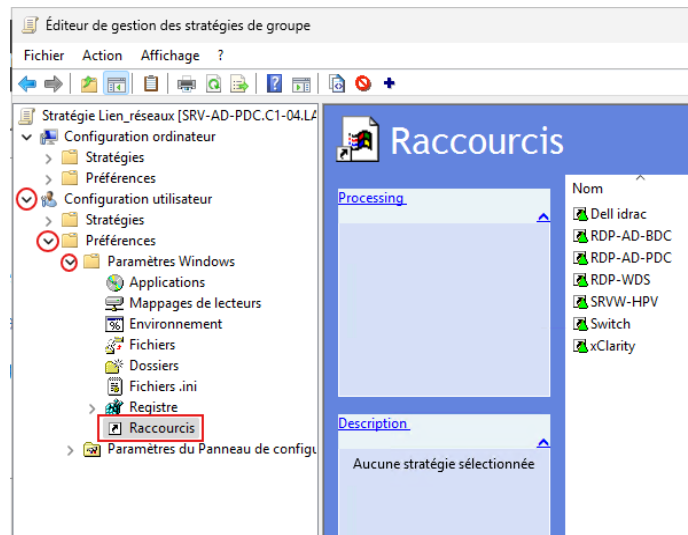 Éditeur de gestion des stratégies de groupe
Fichier Action Affichage ?
Stratégie Lien_réseaux [SRV-AD-PDC.C1-04.LA
Configuration ordinateur
Stratégies
Préférences
Configuration utilisateur
Stratégies
Préférences
Paramètres Windows
Applications
Mappages de lecteurs
Environnement
Fichiers
Dossiers
Fichiers .ini
Registre
Raccourcis
Paramètres du Panneau de configu
Raccourcis
Processing
Description
Aucune stratégie sélectionnée
Nom
Dell idrac
RDP-AD-BDC
RDP-AD-PDC
RDP-WDS
SRVW-HPV
Switch
xClarity